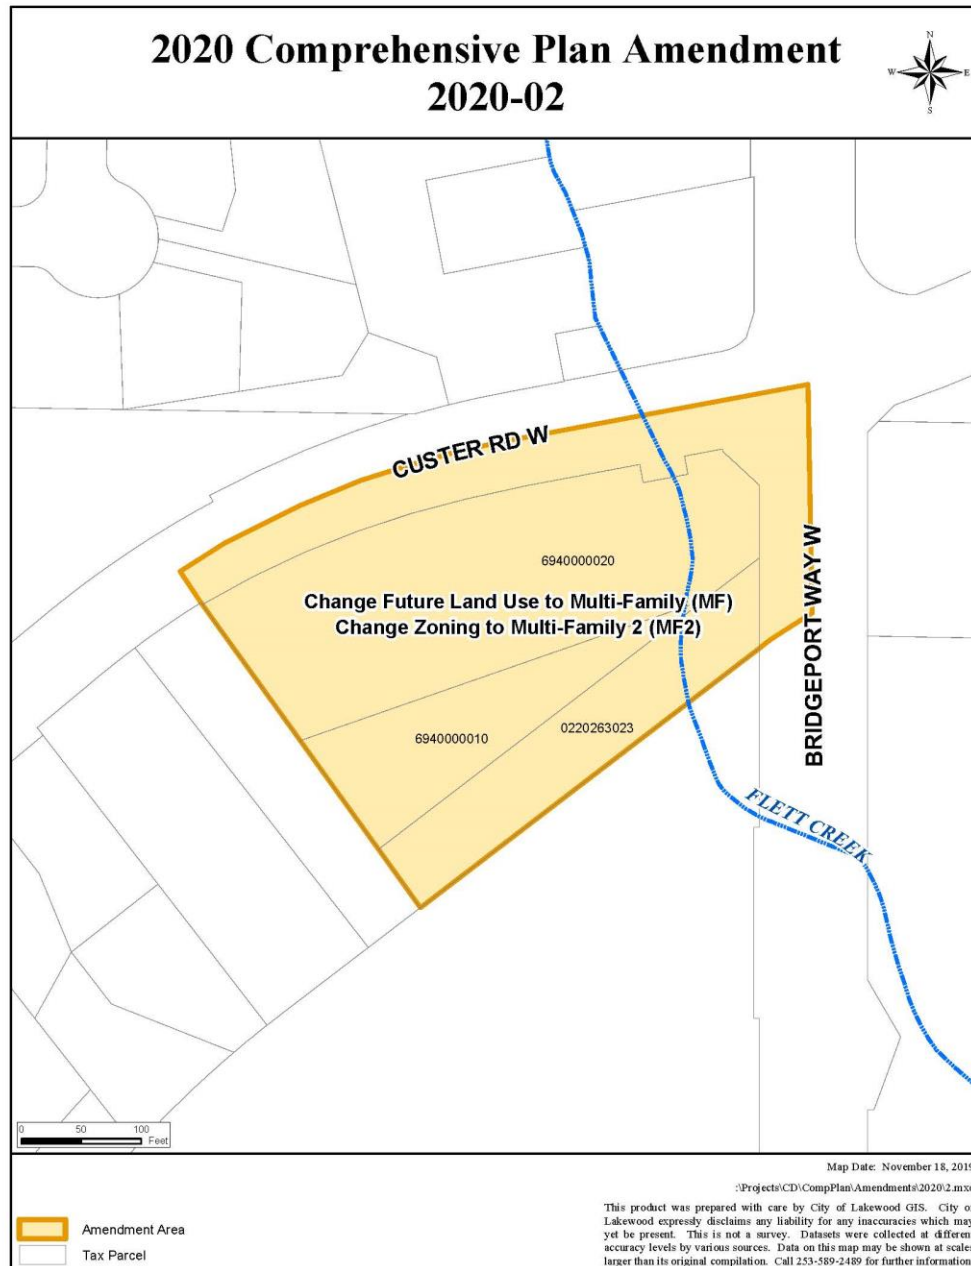 2020 Comprehensive Plan Amendment
2020-02
N
W
E
S
CUSTER RD W
6940000020
Change Future Land Use to Multi-Family (MF)
Change Zoning to Multi-Family 2 (MF2)
BRIDGEPORT WAY W
6940000010
0220263023
FLETT CREEK
0 50 100
Feet
Map Date: November 18, 2019
:\Projects\CD\CompPlan\Amendments\2020\2.mxd
This product was prepared with care by City of Lakewood GIS. City of
Lakewood expressly disclaims any liability for any inaccuracies which may
yet be present. This is not a survey. Datasets were collected at different
accuracy levels by various sources. Data on this map may be shown at scales
larger than its original compilation. Call 253-589-2489 for further information.
Amendment Area
Tax Parcel